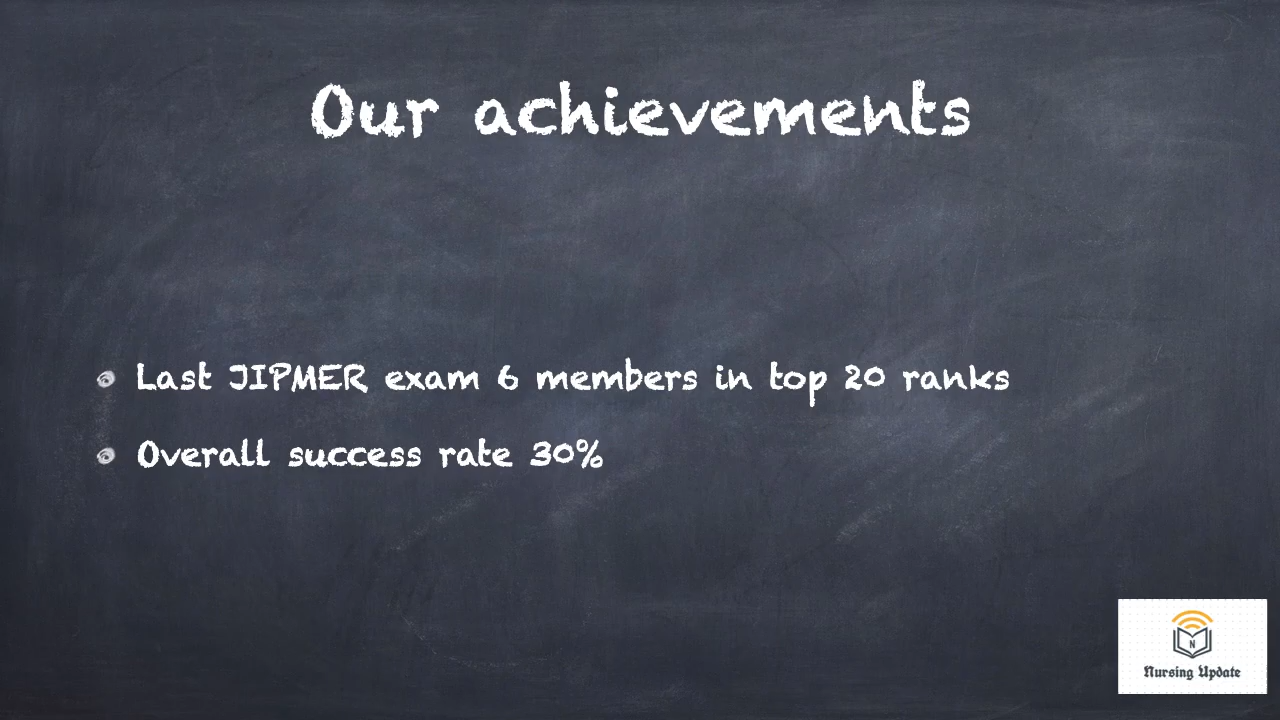 Our achievements
Last JIPMER exam 6 members in top 20 ranks
Overall success rate 30%
N
Nursing Update